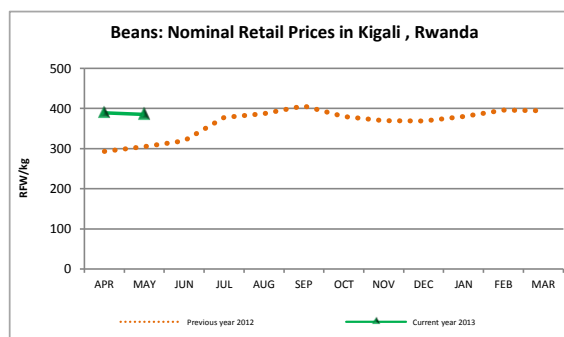 Beans: Nominal Retail Prices in Kigali , Rwanda
500
400
300
200
100
0
RFW/kg
APR MAY JUN JUL AUG SEP OCT NOV DEC JAN FEB MAR
Previous year 2012 Current year 2013